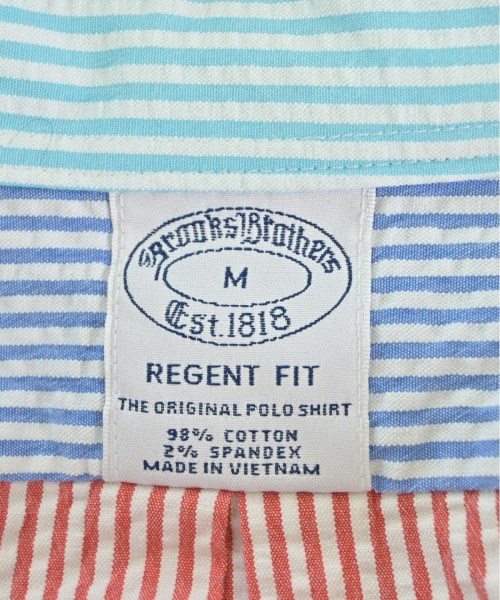 Brooks Brothers
M
Est. 1818
REGENT FIT
THE ORIGINAL POLO SHIRT
98% COTTON
2% SPANDEX
MADE IN VIETNAM